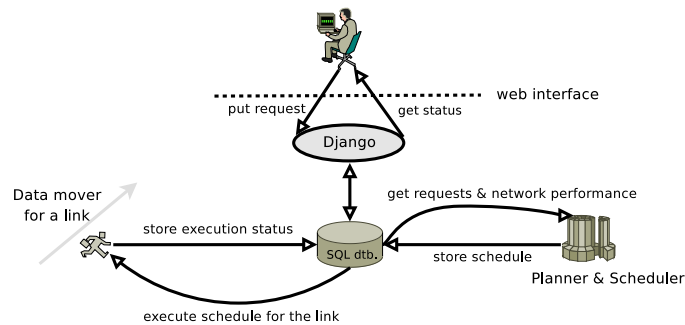 web interface
put request
get status
Django
Data mover
for a link
get requests & network performance
store execution status
SQL dtb.
store schedule
Planner & Scheduler
execute schedule for the link